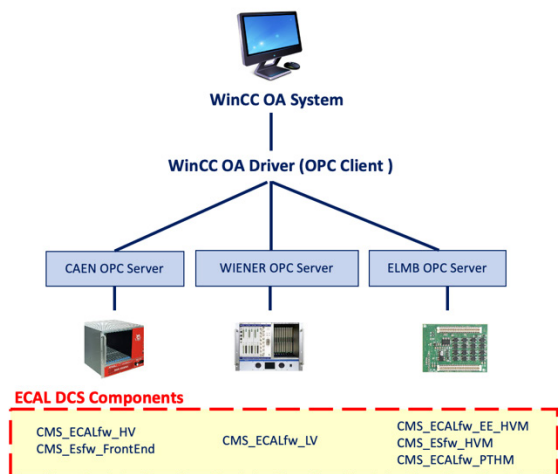 WinCC OA System
WinCC OA Driver (OPC Client )
CAEN OPC Server
WIENER OPC Server
ELMB OPC Server
ECAL DCS Components
CMS_ECALfw_HV
CMS_Esfw_FrontEnd
CMS_ECALfw_LV
CMS_ECALfw_EE_HVM
CMS_ESfw_HVM
CMS_ECALfw_PTHM